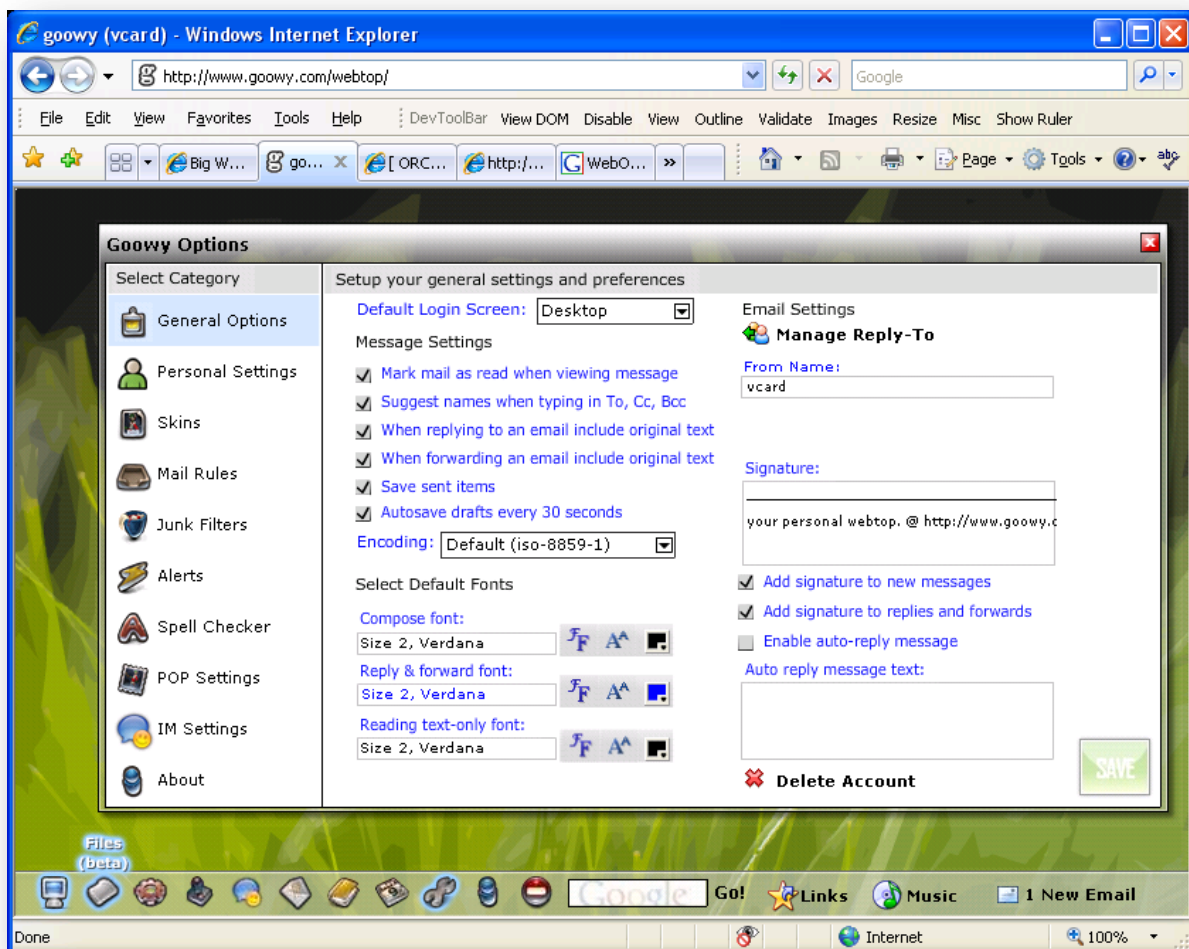 goowy (vcard) - Windows Internet Explorer
http://www.goowy.com/webtop/
Google
File Edit View Favorites Tools Help DevToolBar View DOM Disable View Outline Validate Images Resize Misc Show Ruler
Big W... go... [ ORC... http:/... WebO... » Page Tools abc
Goowy Options
Select Category
General Options
Personal Settings
Skins
Mail Rules
Junk Filters
Alerts
Spell Checker
POP Settings
IM Settings
About
Setup your general settings and preferences
Default Login Screen: Desktop
Message Settings
Mark mail as read when viewing message
Suggest names when typing in To, Cc, Bcc
When replying to an email include original text
When forwarding an email include original text
Save sent items
Autosave drafts every 30 seconds
Encoding: Default (iso-8859-1)
Select Default Fonts
Compose font:
Size 2, Verdana
Reply & forward font:
Size 2, Verdana
Reading text-only font:
Size 2, Verdana
Email Settings
Manage Reply-To
From Name:
vcard
Signature:
your personal webtop. @ http://www.goowy.c
Add signature to new messages
Add signature to replies and forwards
Enable auto-reply message
Auto reply message text:
Delete Account
SAVE
Files
(beta)
Google Go! Links Music 1 New Email
Done Internet 100%